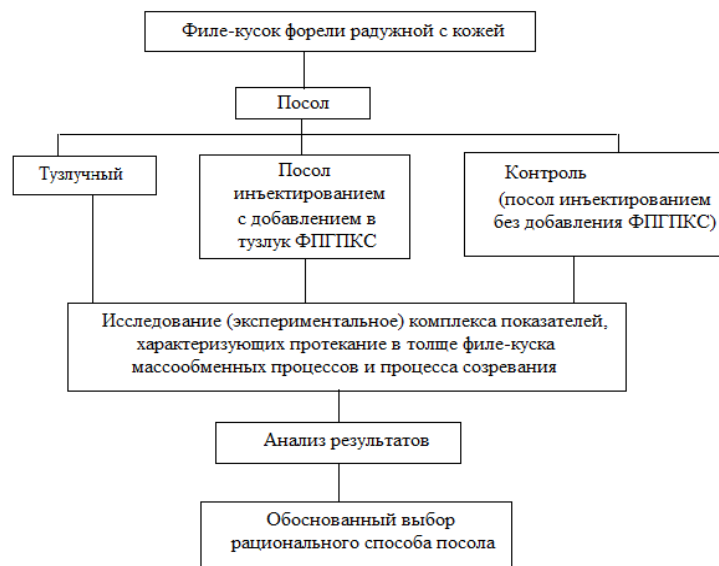 Филе-кусок форели радужной с кожей
Посол
Тузлучный
Посол
инъектированием
с добавлением в
тузлук ФПГПКС
Контроль
(посол инъектированием
без добавления ФПГПКС)
Исследование (экспериментальное) комплекса показателей,
характеризующих протекание в толще филе-куска
массообменных процессов и процесса созревания
Анализ результатов
Обоснованный выбор
рационального способа посола